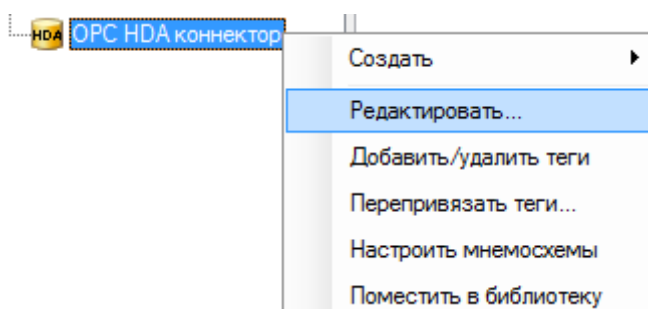 HDA OPC HDA коннектор
Создать
Редактировать...
Добавить/удалить теги
Перепривязать теги...
Настроить мнемосхемы
Поместить в библиотеку